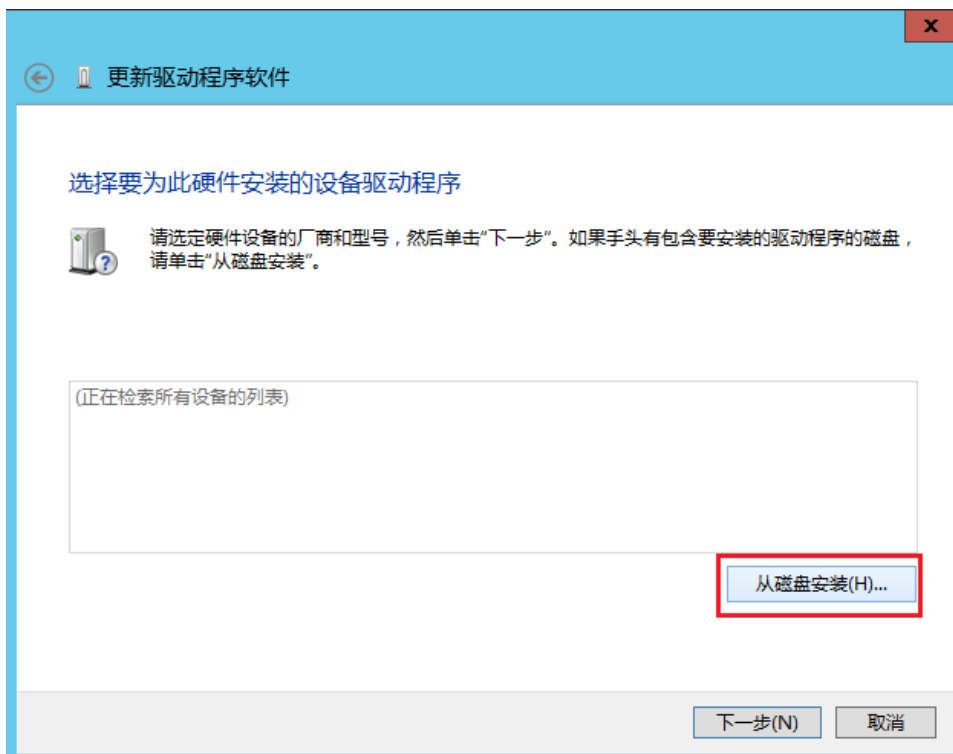 x
更新驱动程序软件
选择要为此硬件安装的设备驱动程序
请选定硬件设备的厂商和型号，然后单击“下一步”。如果手头有包含要安装的驱动程序的磁盘，
请单击“从磁盘安装”。
(正在检索所有设备的列表)
从磁盘安装(H)...
下一步(N)
取消